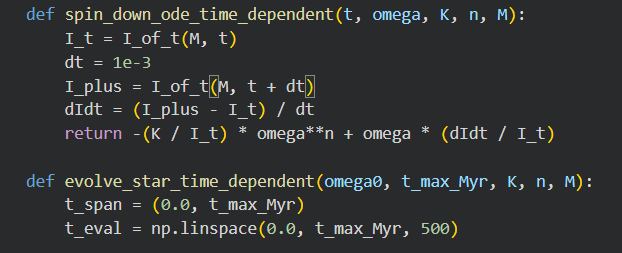 def spin_down_ode_time_dependent(t, omega, K, n, M):
    I_t = I_of_t(M, t)
    dt = 1e-3
    I_plus = I_of_t(M, t + dt)
    dIdt = (I_plus - I_t) / dt
    return -(K / I_t) * omega**n + omega * (dIdt / I_t)

def evolve_star_time_dependent(omega0, t_max_Myr, K, n, M):
    t_span = (0.0, t_max_Myr)
    t_eval = np.linspace(0.0, t_max_Myr, 500)